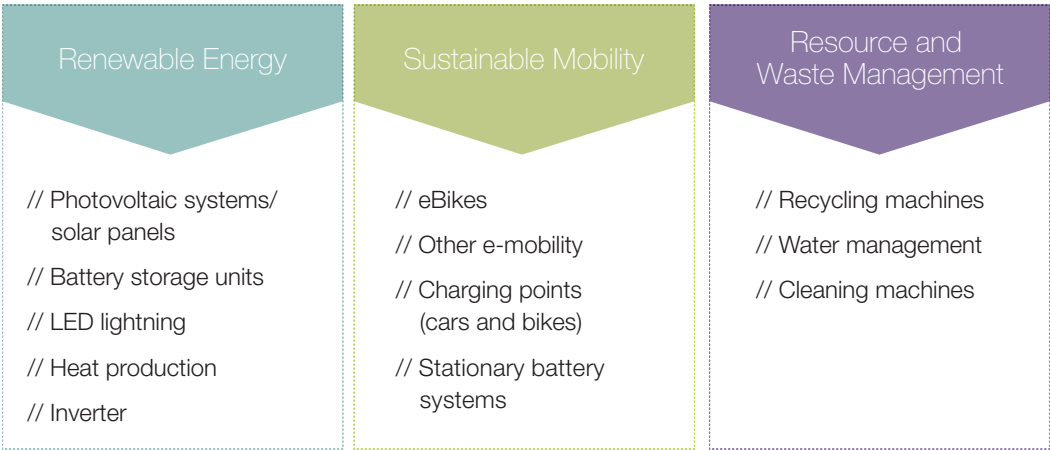 Renewable Energy
// Photovoltaic systems/
solar panels
// Battery storage units
// LED lightning
// Heat production
// Inverter
Sustainable Mobility
// eBikes
// Other e-mobility
// Charging points
(cars and bikes)
// Stationary battery
systems
Resource and
Waste Management
// Recycling machines
// Water management
// Cleaning machines